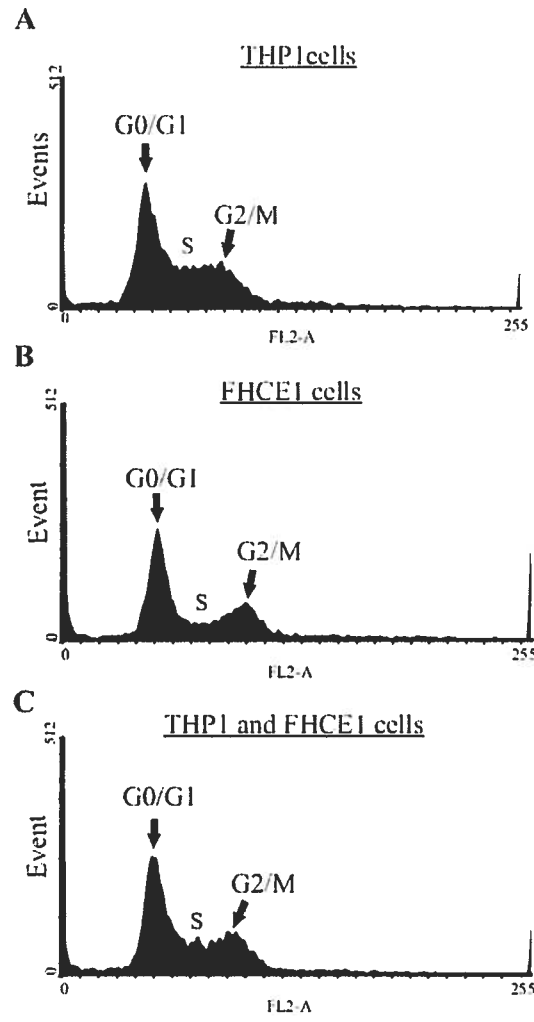 A
THP1cells
512
G0/G1
G2/M
S
Events
0
0
255
FL2-A
B
FHCE1 cells
512
G0/G1
G2/M
S
Event
0
0
255
FL2-A
C
THP1 and FHCE1 cells
512
G0/G1
G2/M
S
Event
0
0
255
FL2-A